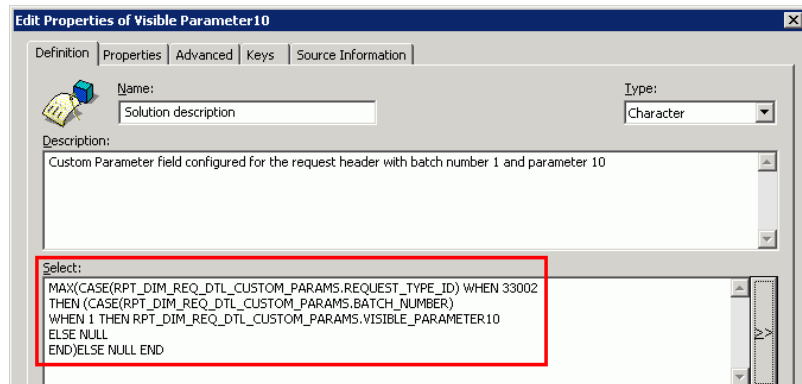 Edit Properties of Visible Parameter10
Definition Properties Advanced Keys Source Information
Name: Type:
Solution description Character
Description:
Custom Parameter field configured for the request header with batch number 1 and parameter 10
Select:
MAX(CASE(RPT_DIM_REQ_DTL_CUSTOM_PARAMS.REQUEST_TYPE_ID) WHEN 33002
THEN (CASE(RPT_DIM_REQ_DTL_CUSTOM_PARAMS.BATCH_NUMBER)
WHEN 1 THEN RPT_DIM_REQ_DTL_CUSTOM_PARAMS.VISIBLE_PARAMETER10
ELSE NULL
END)ELSE NULL END
>>